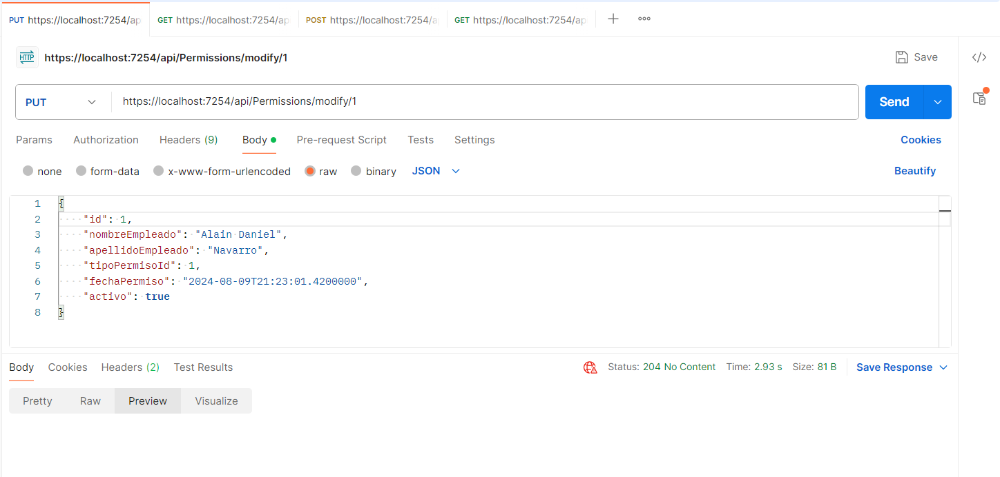 PUT https://localhost:7254/ap GET https://localhost:7254/ap POST https://localhost:7254/a GET https://localhost:7254/ap
HTTP https://localhost:7254/api/Permissions/modify/1 Save </>
PUT https://localhost:7254/api/Permissions/modify/1 Send
Params Authorization Headers (9) Body Pre-request Script Tests Settings Cookies
none form-data x-www-form-urlencoded raw binary JSON Beautify
1 {
2 "id": 1,
3 "nombreEmpleado": "Alain Daniel",
4 "apellidoEmpleado": "Navarro",
5 "tipoPermisoId": 1,
6 "fechaPermiso": "2024-08-09T21:23:01.4200000",
7 "activo": true
8 }
Body Cookies Headers (2) Test Results Status: 204 No Content Time: 2.93 s Size: 81 B Save Response
Pretty Raw Preview Visualize